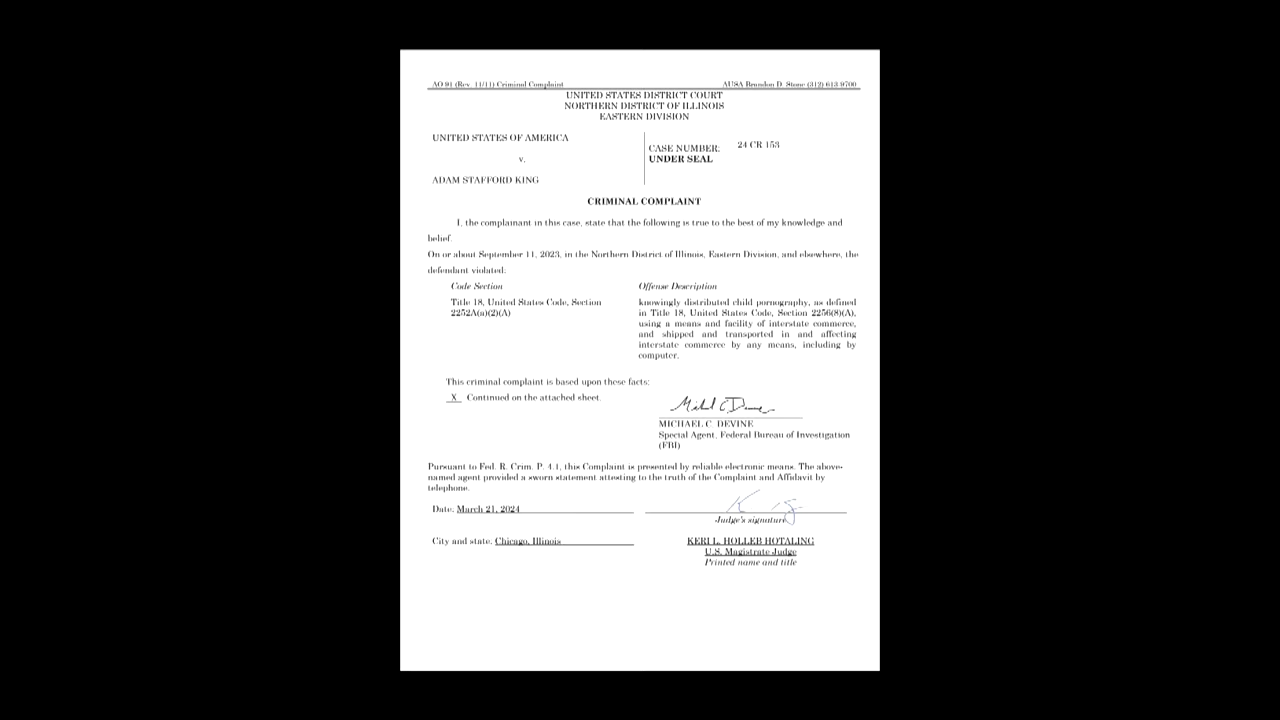 AO 91 (Rev. 11/11) Criminal Complaint
AUSA Brandon D. Stone (312) 613-9700
UNITED STATES DISTRICT COURT
NORTHERN DISTRICT OF ILLINOIS
EASTERN DIVISION
UNITED STATES OF AMERICA
v.
ADAM STAFFORD KING
CASE NUMBER: 24 CR 153
UNDER SEAL
CRIMINAL COMPLAINT
I, the complainant in this case, state that the following is true to the best of my knowledge and
belief.
On or about September 11, 2023, in the Northern District of Illinois, Eastern Division, and elsewhere, the
defendant violated:
Code Section
Title 18, United States Code, Section
2252A(a)(2)(A)
Offense Description
knowingly distributed child pornography, as defined
in Title 18, United States Code, Section 2256(8)(A),
using a means and facility of interstate commerce,
and shipped and transported in and affecting
interstate commerce by any means, including by
computer.
This criminal complaint is based upon these facts:
X Continued on the attached sheet.
MICHAEL C. DEVINE
Special Agent, Federal Bureau of Investigation
(FBI)
Pursuant to Fed. R. Crim. P. 4.1, this Complaint is presented by reliable electronic means. The above-
named agent provided a sworn statement attesting to the truth of the Complaint and Affidavit by
telephone.
Date: March 21, 2024
Judge's signature
City and state: Chicago, Illinois
KERI L. HOLLEB HOTALING
U.S. Magistrate Judge
Printed name and title